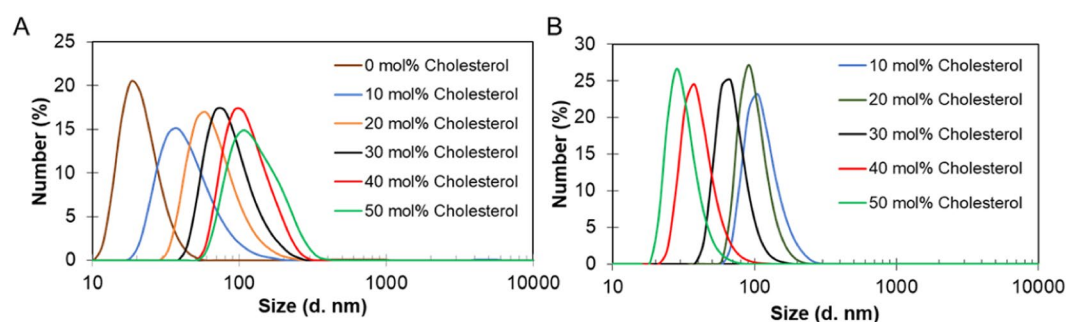 A
25
20
15
10
5
0
Number (%)
10
100
1000
10000
Size (d. nm)
0 mol% Cholesterol
10 mol% Cholesterol
20 mol% Cholesterol
30 mol% Cholesterol
40 mol% Cholesterol
50 mol% Cholesterol
B
30
25
20
15
10
5
0
Number (%)
10
100
1000
10000
Size (d. nm)
10 mol% Cholesterol
20 mol% Cholesterol
30 mol% Cholesterol
40 mol% Cholesterol
50 mol% Cholesterol